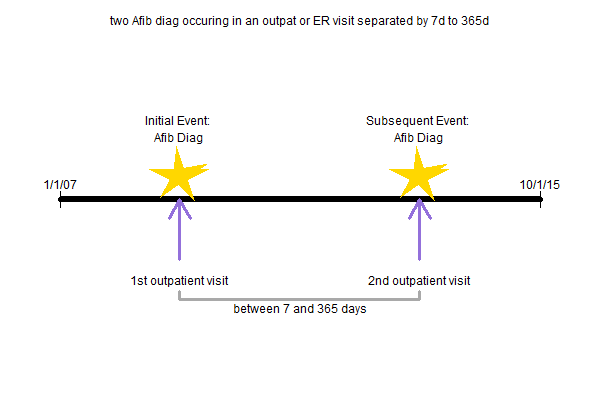 two Afib diag occuring in an outpat or ER visit separated by 7d to 365d
Initial Event:
Afib Diag
Subsequent Event:
Afib Diag
1/1/07
10/1/15
1st outpatient visit
2nd outpatient visit
between 7 and 365 days